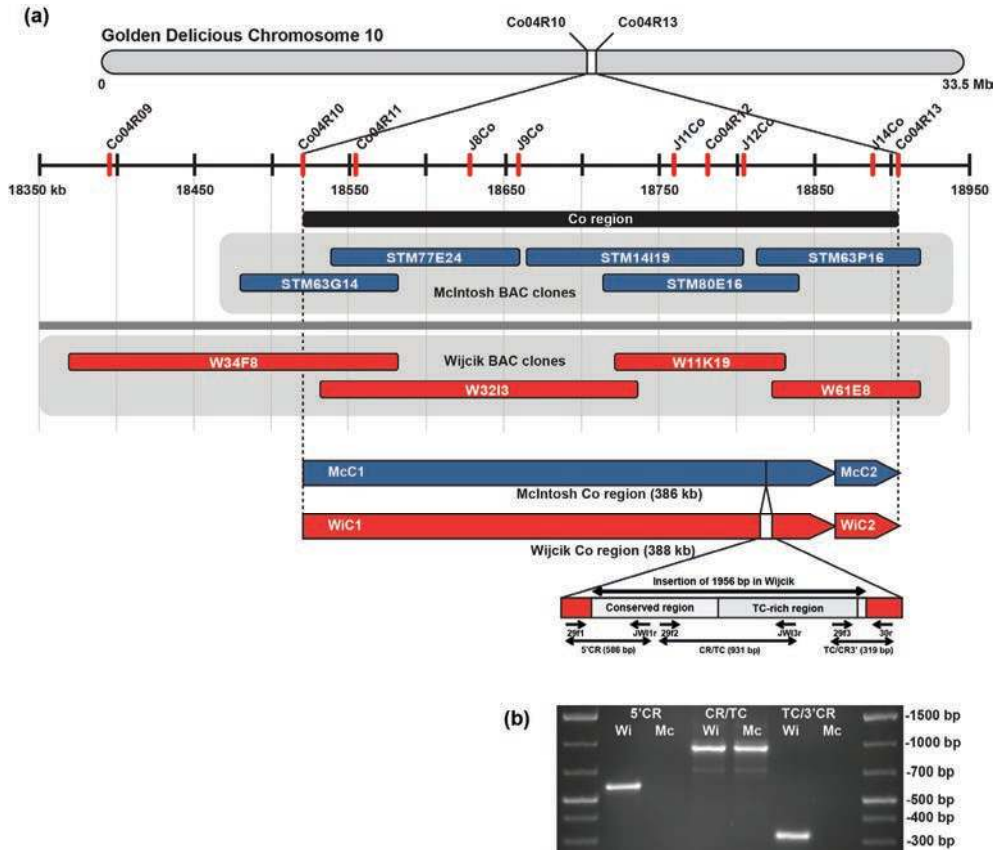 (a)
Golden Delicious Chromosome 10
Co04R10
Co04R13
0
33.5 Mb
Co04R09
Co04R10
Co04R11
J8Co
J9Co
J11Co
Co04R12
J12Co
J14Co
Co04R13
18350 kb
18450
18550
18650
18750
18850
18950
Co region
STM77E24
STM14I19
STM63P16
STM63G14
STM80E16
McIntosh BAC clones
Wijcik BAC clones
W34F8
W11K19
W32I3
W61E8
McC1
McC2
McIntosh Co region (386 kb)
WiC1
WiC2
Wijcik Co region (388 kb)
Insertion of 1956 bp in Wijcik
Conserved region
TC-rich region
29f1
JWI1r
29f2
JWI3r
29f3
30r
5'CR (586 bp)
CR/TC (931 bp)
TC/CR3' (319 bp)
(b)
5'CR
CR/TC
TC/3'CR
Wi
Mc
Wi
Mc
Wi
Mc
-1500 bp
-1000 bp
-700 bp
-500 bp
-400 bp
-300 bp